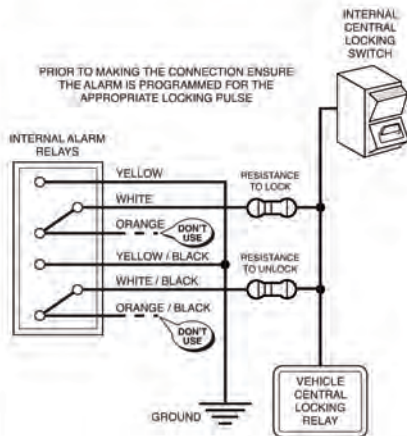 INTERNAL
CENTRAL
LOCKING
SWITCH
PRIOR TO MAKING THE CONNECTION ENSURE
THE ALARM IS PROGRAMMED FOR THE
APPROPRIATE LOCKING PULSE
INTERNAL ALARM
RELAYS
YELLOW
WHITE
RESISTANCE
TO LOCK
ORANGE
DON'T
USE
YELLOW / BLACK
WHITE / BLACK
RESISTANCE
TO UNLOCK
ORANGE / BLACK
DON'T
USE
GROUND
VEHICLE
CENTRAL
LOCKING
RELAY